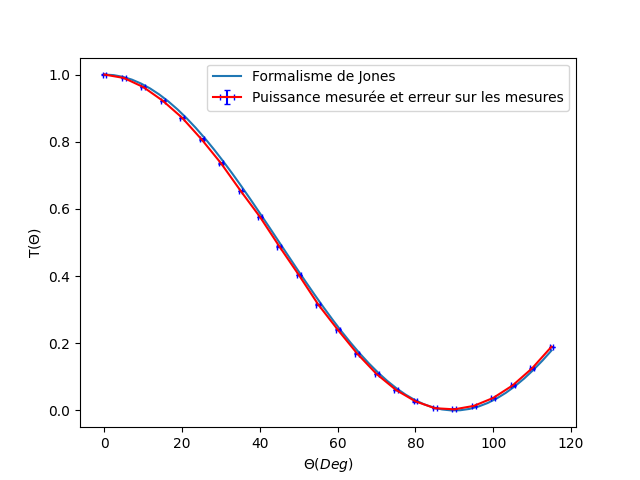 Formalisme de Jones
Puissance mesurée et erreur sur les mesures
1.0
0.8
0.6
0.4
0.2
0.0
T(Θ)
0 20 40 60 80 100 120
Θ(Deg)